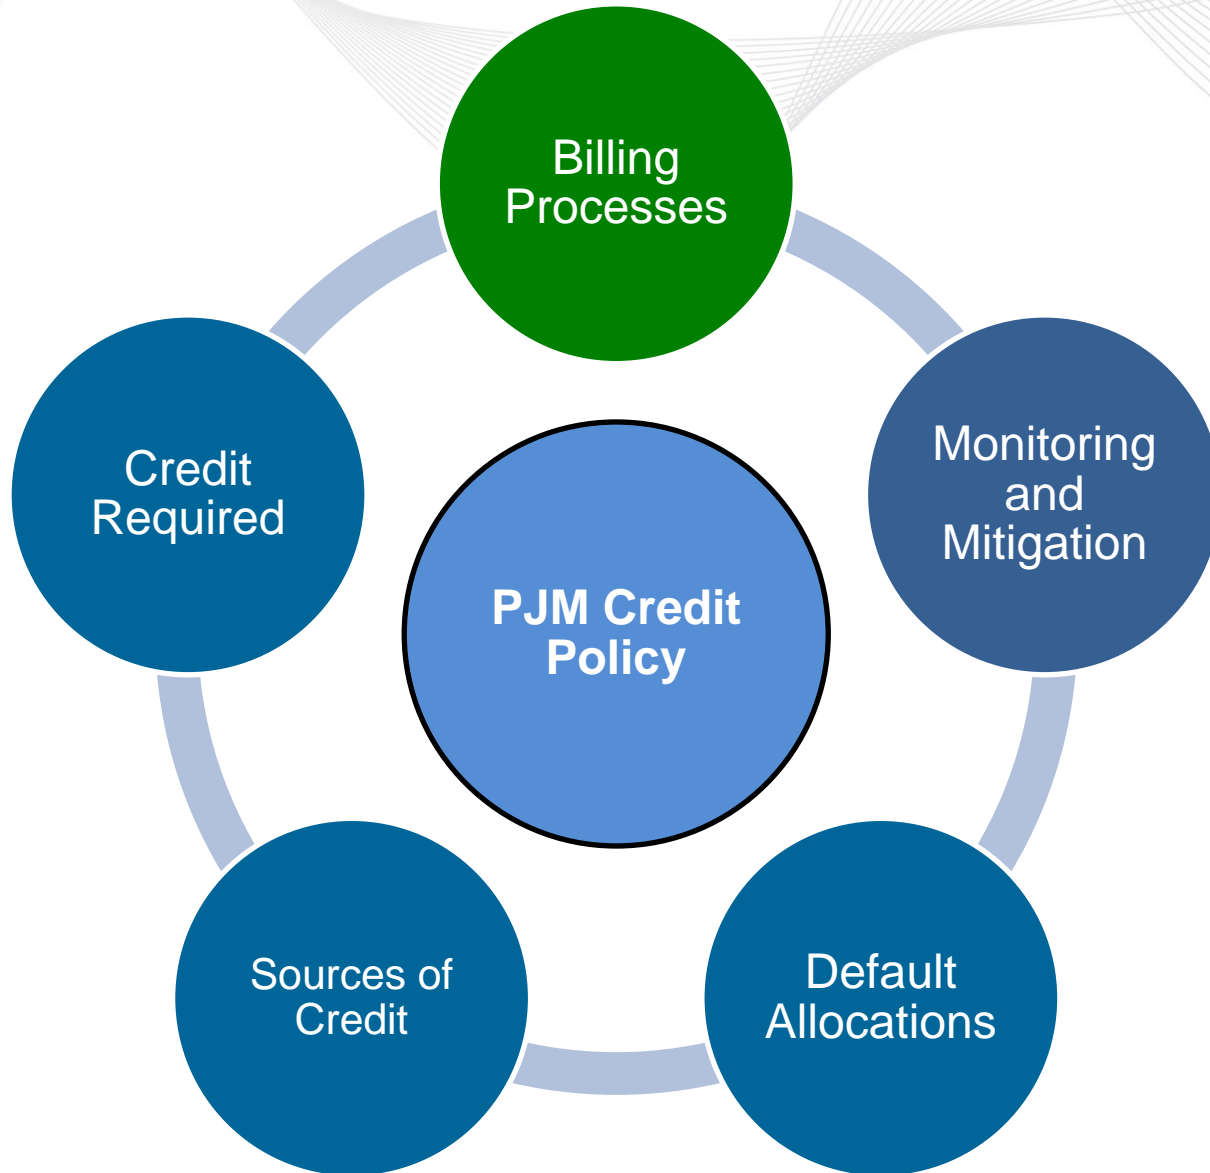 Billing
Processes
Monitoring
and
Mitigation
Credit
Required
PJM Credit
Policy
Default
Allocations
Sources of
Credit